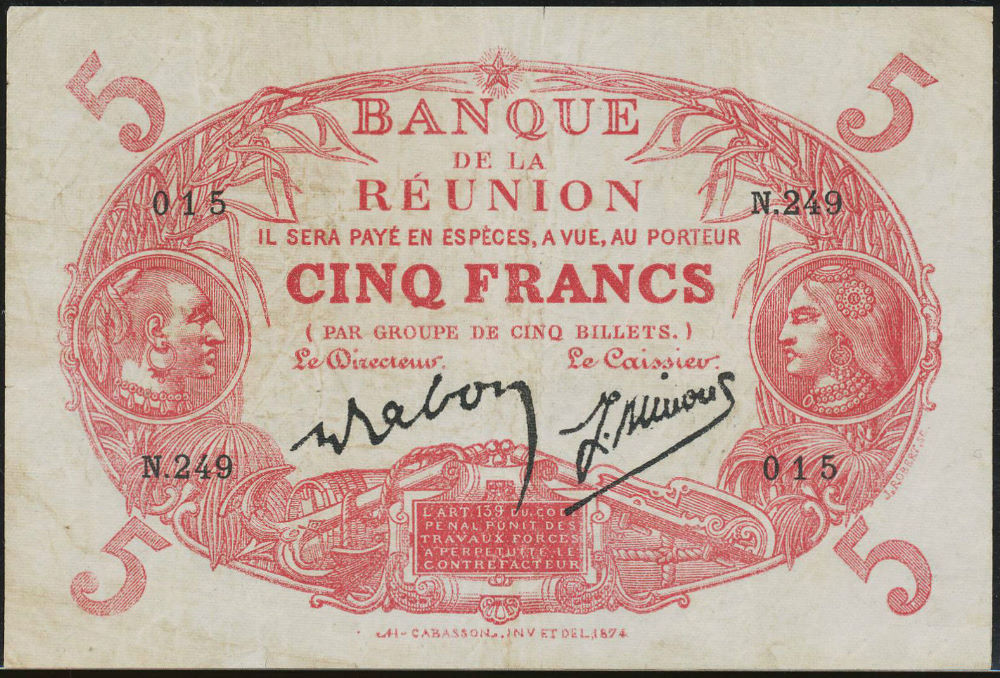 5 5
BANQUE
DE LA
RÉUNION
015 N.249
IL SERA PAYÉ EN ESPÈCES, A VUE, AU PORTEUR
CINQ FRANCS
(PAR GROUPE DE CINQ BILLETS.)
Le Directeur. Le Caissier.
N.249 015
L'ART. 139 DU CODE
PENAL PUNIT DES
TRAVAUX FORCES
A PERPETUITÉ LE
CONTREFACTEUR
5 5
CABASSON, INV ET DEL, 1874